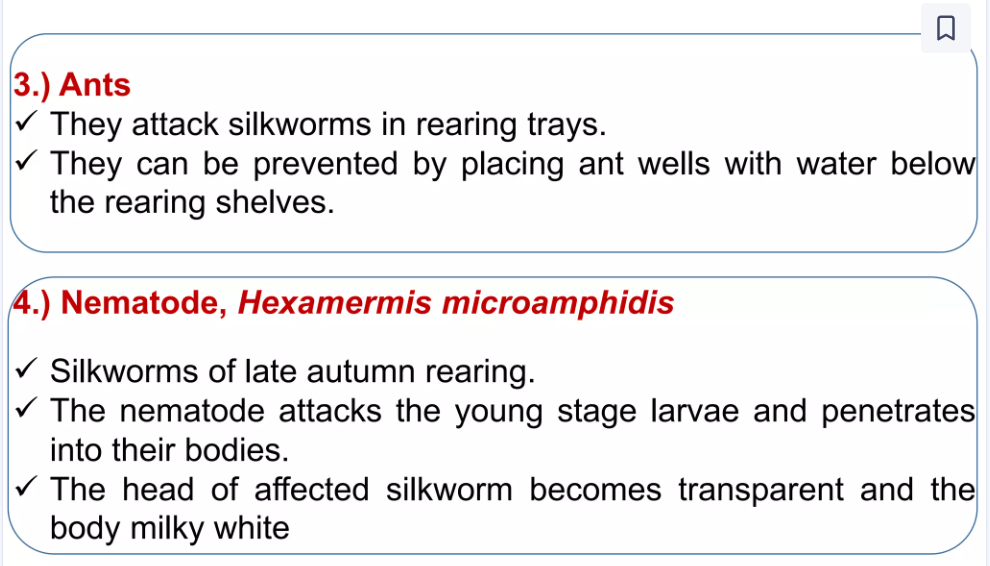 3.) Ants
✓ They attack silkworms in rearing trays.
✓ They can be prevented by placing ant wells with water below
the rearing shelves.
4.) Nematode, Hexamermis microamphidis
✓ Silkworms of late autumn rearing.
✓ The nematode attacks the young stage larvae and penetrates
into their bodies.
✓ The head of affected silkworm becomes transparent and the
body milky white